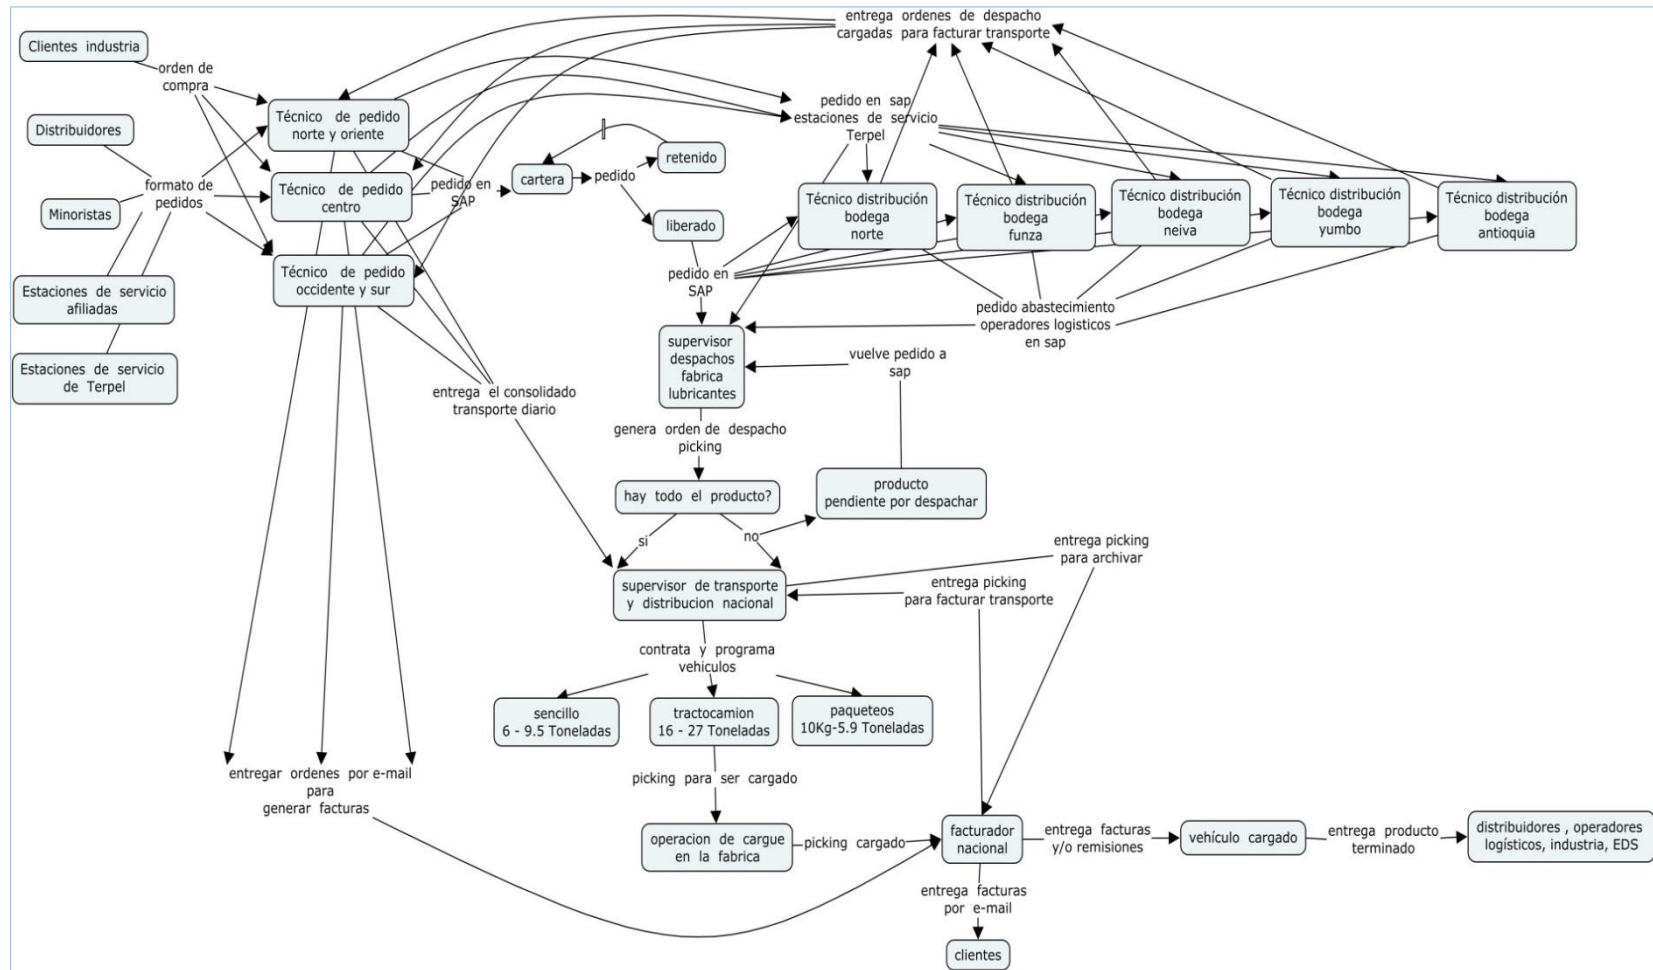 entrega ordenes de despacho
cargadas para facturar transporte
Clientes industria
orden de
compra
Técnico de pedido
norte y oriente
pedido en sap
estaciones de servicio
Terpel
Distribuidores
retenido
cartera
pedido
Técnico de pedido
centro
pedido en
SAP
formato de
pedidos
Minoristas
liberado
Técnico distribución
bodega
norte
Técnico distribución
bodega
funza
Técnico distribución
bodega
neiva
Técnico distribución
bodega
yumbo
Técnico distribución
bodega
antioquia
Técnico de pedido
occidente y sur
Estaciones de servicio
afiliadas
pedido en
SAP
pedido abastecimiento
operadores logisticos
en sap
Estaciones de servicio
de Terpel
supervisor
despachos
fabrica
lubricantes
vuelve pedido a
sap
entrega el consolidado
transporte diario
genera orden de despacho
picking
hay todo el producto?
producto
pendiente por despachar
si
no
entrega picking
para archivar
supervisor de transporte
y distribucion nacional
entrega picking
para facturar transporte
contrata y programa
vehiculos
sencillo
6 - 9.5 Toneladas
tractocamion
16 - 27 Toneladas
paqueteos
10Kg-5.9 Toneladas
entregar ordenes por e-mail
para
generar facturas
picking para ser cargado
operacion de cargue
en la fabrica
picking cargado
facturador
nacional
entrega facturas
y/o remisiones
vehículo cargado
entrega producto
terminado
distribuidores , operadores
logísticos, industria, EDS
entrega facturas
por e-mail
clientes